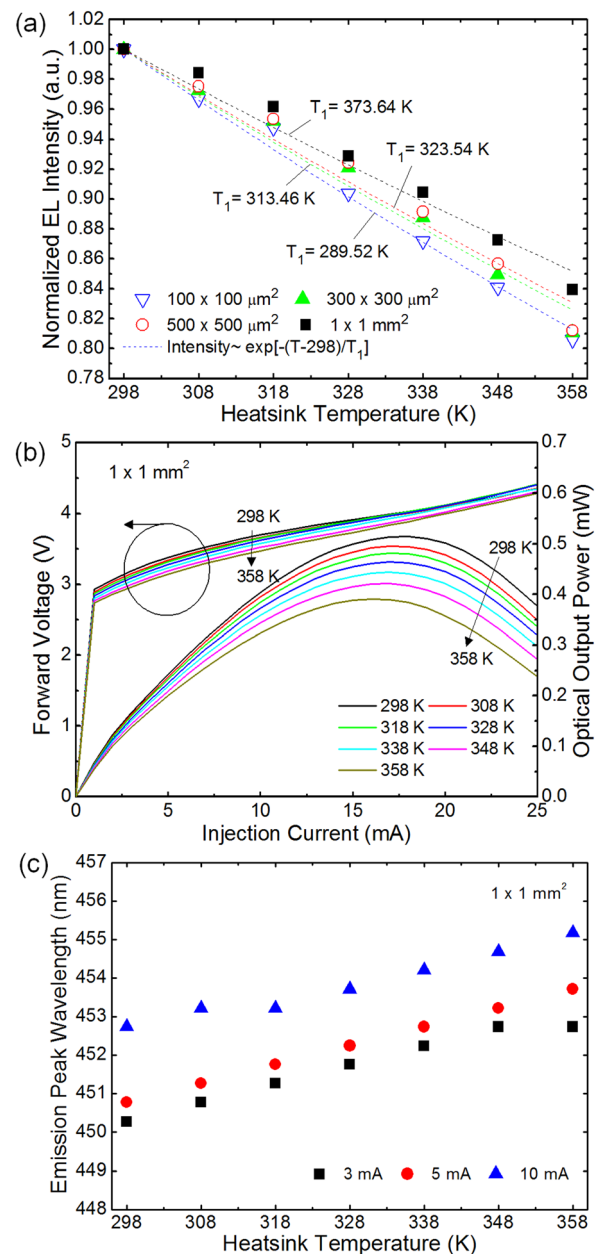 (a)
1.02
1.00
0.98
0.96
0.94
0.92
0.90
0.88
0.86
0.84
0.82
0.80
0.78
Normalized EL Intensity (a.u.)
T₁= 373.64 K
T₁= 323.54 K
T₁= 313.46 K
T₁= 289.52 K
100 x 100 μm² 300 x 300 μm²
500 x 500 μm² 1 x 1 mm²
Intensity~ exp[-(T-298)/T₁]
298 308 318 328 338 348 358
Heatsink Temperature (K)
(b)
1 x 1 mm²
5
4
3
2
1
0
Forward Voltage (V)
0.7
0.6
0.5
0.4
0.3
0.2
0.1
0.0
Optical Output Power (mW)
298 K
358 K
298 K
358 K
298 K 308 K
318 K 328 K
338 K 348 K
358 K
0 5 10 15 20 25
Injection Current (mA)
(c)
1 x 1 mm²
457
456
455
454
453
452
451
450
449
448
Emission Peak Wavelength (nm)
3 mA 5 mA 10 mA
298 308 318 328 338 348 358
Heatsink Temperature (K)